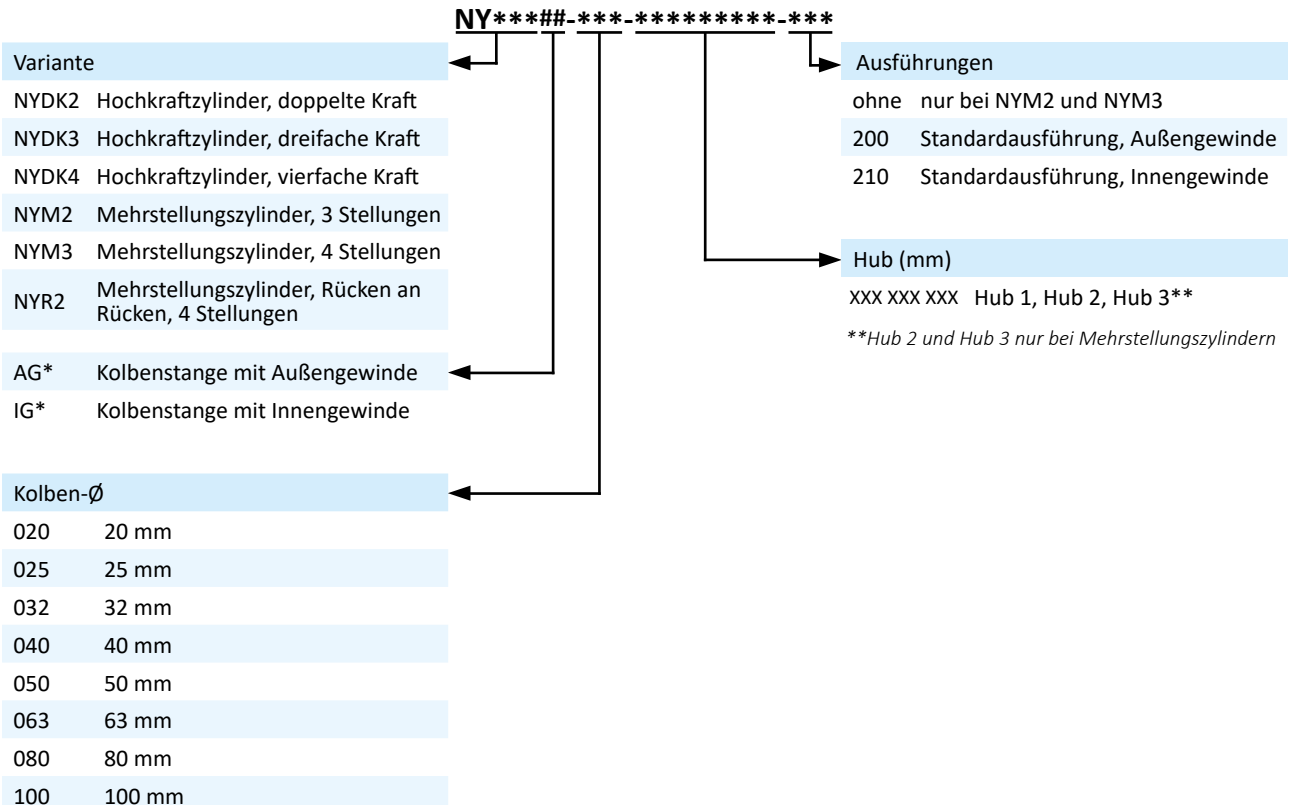 NY***##-***-*********-***
Variante
NYDK2 Hochkraftzylinder, doppelte Kraft
NYDK3 Hochkraftzylinder, dreifache Kraft
NYDK4 Hochkraftzylinder, vierfache Kraft
NYM2 Mehrstellungszylinder, 3 Stellungen
NYM3 Mehrstellungszylinder, 4 Stellungen
NYR2 Mehrstellungszylinder, Rücken an
Rücken, 4 Stellungen
AG* Kolbenstange mit Außengewinde
IG* Kolbenstange mit Innengewinde
Kolben-Ø
020 20 mm
025 25 mm
032 32 mm
040 40 mm
050 50 mm
063 63 mm
080 80 mm
100 100 mm
Ausführungen
ohne nur bei NYM2 und NYM3
200 Standardausführung, Außengewinde
210 Standardausführung, Innengewinde
Hub (mm)
XXX XXX XXX Hub 1, Hub 2, Hub 3**
**Hub 2 und Hub 3 nur bei Mehrstellungszylindern